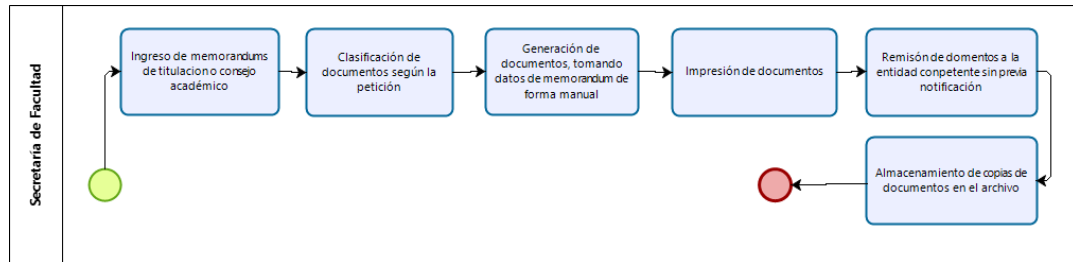 Secretaría de Facultad
Ingreso de memorandums
de titulacion o consejo
académico
Clasificación de
documentos según la
petición
Generación de
documentos, tomando
datos de memorandum de
forma manual
Impresión de documentos
Remisón de domentos a la
entidad conpetente sin previa
notificación
Almacenamiento de copias de
documentos en el archivo